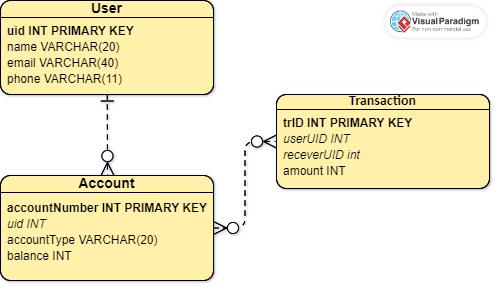 User
uid INT PRIMARY KEY
name VARCHAR(20)
email VARCHAR(40)
phone VARCHAR(11)
Made with
Visual Paradigm
For non-commercial use
Transaction
trID INT PRIMARY KEY
userUID INT
receverUID int
amount INT
Account
accountNumber INT PRIMARY KEY
uid INT
accountType VARCHAR(20)
balance INT